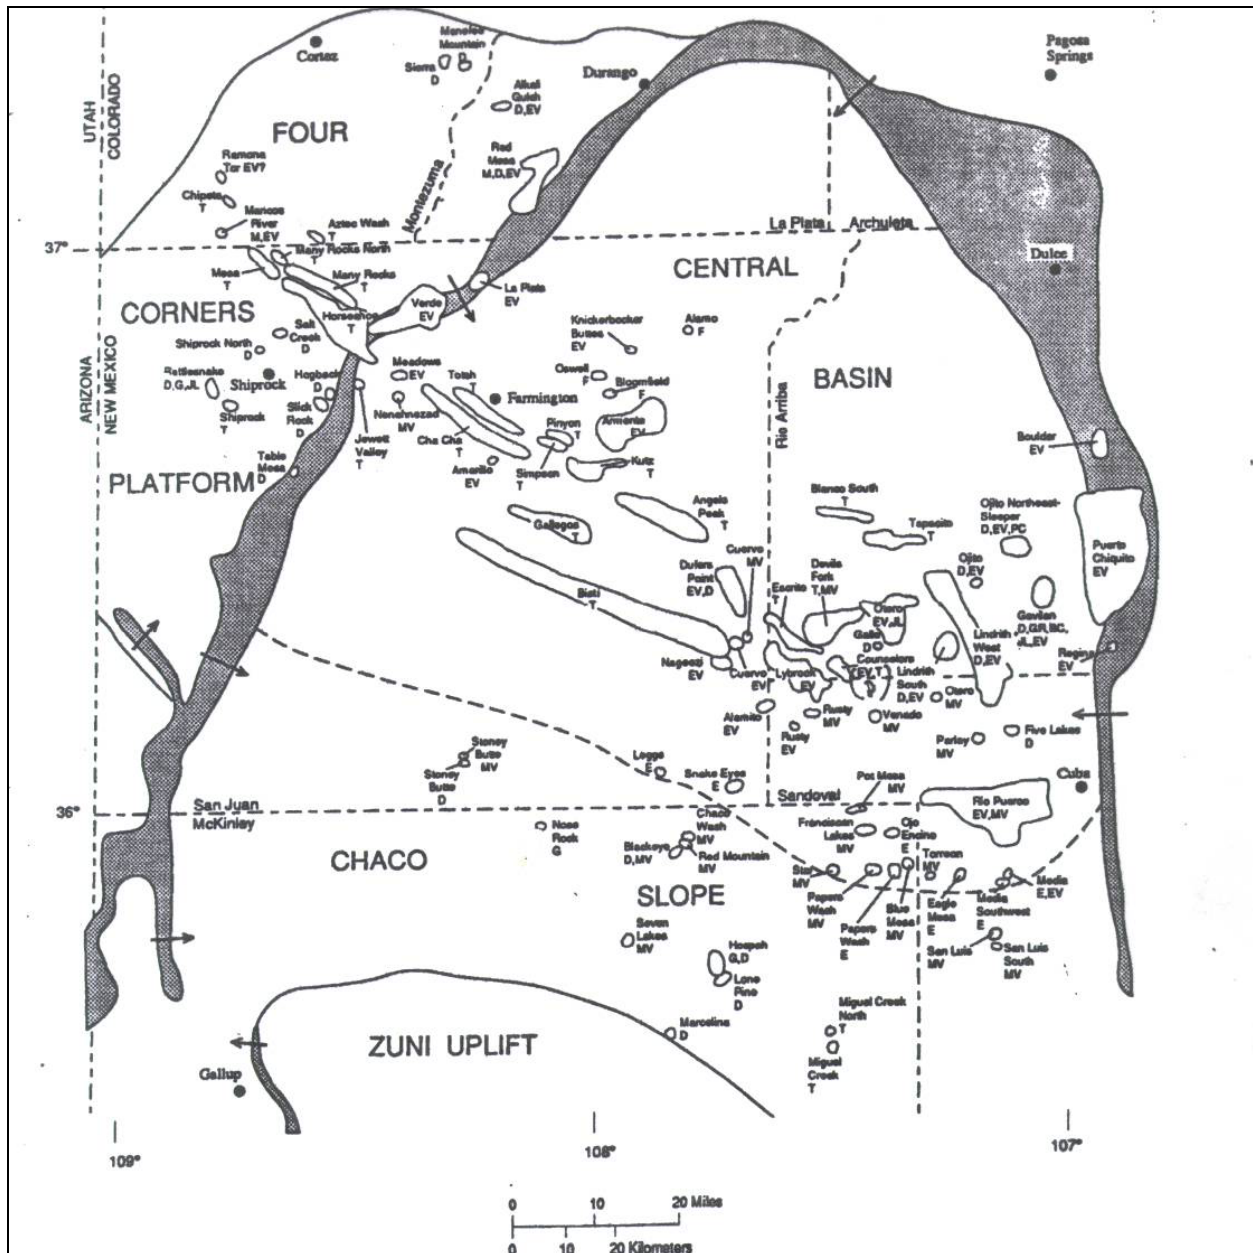 Cortez
Menefee
Mountain
Sierra
D
Durango
Pagosa
Springs
Alkali
Gulch
D,EV
UTAH
COLORADO
FOUR
Red
Mesa
M,D,EV
Ramona
Tar EV?
Chipeta
T
Mancos
River
M,EV
Aztec Wash
T
Montezuma
La Plata
Archuleta
37°
Many Rocks North
T
Mesa
T
Many Rocks
T
CENTRAL
Dulce
La Plata
EV
Verde
EV
CORNERS
Horseshoe
T
Salt
Creek
D
Shiprock North
D
Knickerbocker
Buttes
EV
Alamo
F
Rattlesnake
D,G,JL
Shiprock
Shiprock
T
Hogback
D
Slick
Rock
D
Meadows
EV
Totah
T
Farmington
Oswell
F
Bloomfield
F
BASIN
ARIZONA
NEW MEXICO
Nenahnezad
MV
Jewett
Valley
T
Cha Cha
T
Pinyon
T
Armenta
EV
Rio Arriba
Boulder
EV
Table
Mesa
D
PLATFORM
Amarillo
EV
Simpson
T
Kutz
T
Gallegos
T
Angels
Peak
T
Blanco South
T
Tapacito
T
Ojito Northeast-
Sleeper
D,EV,PC
Puerto
Chiquito
EV
Bisti
T
Dufers
Point
EV,D
Cuervo
MV
Escrito
T
Devils
Fork
T,MV
Otero
EV,JL
Gallo
D
Ojito
D,EV
Lindrith
West
D,EV
Gavilan
D,GR,BC,
JL,EV
Regina
EV
Nageezi
EV
Cuervo
EV
Lybrook
EV
Counselors
EV,T
Lindrith
South
D,EV
Otero
MV
Alamito
EV
Rusty
MV
Rusty
EV
Venado
MV
Parlay
MV
Five Lakes
D
Stoney
Butte
MV
Stoney
Butte
D
Leggs
E
Snake Eyes
E
Cuba
36°
San Juan
McKinley
Sandoval
Pot Mesa
MV
Rio Puerco
EV,MV
Nose
Rock
G
Chaco
Wash
MV
Blackeye
D,MV
Red Mountain
MV
Franciscan
Lakes
MV
Ojo
Encino
E
CHACO
SLOPE
Star
MV
Papers
Wash
MV
Papers
Wash
E
Blue
Mesa
MV
Torreon
MV
Eagle
Mesa
E
Media
Southwest
E
Media
E,EV
Seven
Lakes
MV
Hospah
G,D
Lone
Pine
D
San Luis
MV
San Luis
South
MV
Marcelina
D
Miguel Creek
North
T
Miguel
Creek
T
ZUNI UPLIFT
Gallup
109°
108°
107°
0 10 20 Miles
0 10 20 Kilometers